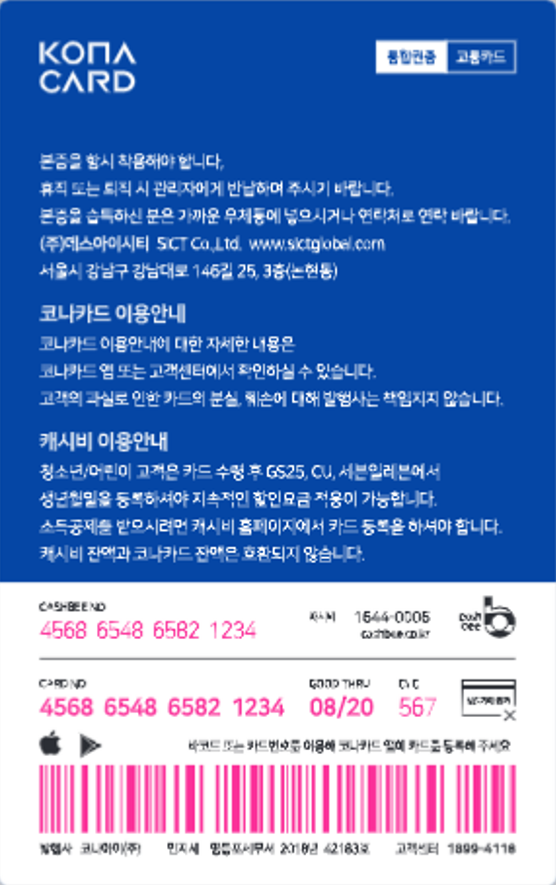 KONA
CARD
통합권종 교통카드
본증을 항시 착용해야 합니다.
휴직 또는 퇴직 시 관리자에게 반납하여 주시기 바랍니다.
본증을 습득하신 분은 가까운 우체통에 넣으시거나 연락처로 연락 바랍니다.
(주)에스아이시티 SICT Co.,Ltd. www.sictglobal.com
서울시 강남구 강남대로 146길 25, 3층(논현동)
코나카드 이용안내
코나카드 이용안내에 대한 자세한 내용은
코나카드 앱 또는 고객센터에서 확인하실 수 있습니다.
고객의 과실로 인한 카드의 분실, 훼손에 대해 발행사는 책임지지 않습니다.
캐시비 이용안내
청소년/어린이 고객은 카드 수령 후 GS25, CU, 세븐일레븐에서
생년월일을 등록하셔야 지속적인 할인요금 적용이 가능합니다.
소득공제를 받으시려면 캐시비 홈페이지에서 카드 등록을 하셔야 합니다.
캐시비 잔액과 코나카드 잔액은 호환되지 않습니다.
CASHBEE NO
4568 6548 6582 1234
캐시비 1644-0006
cashbee.co.kr
cash
bee
CARD NO GOOD THRU CVC
4568 6548 6582 1234 08/20 567
바코드 또는 카드번호를 이용해 코나카드 앱에 카드를 등록해 주세요
발행사 코나아이(주) 인지세 영등포세무서 2018년 42183호 고객센터 1899-4118